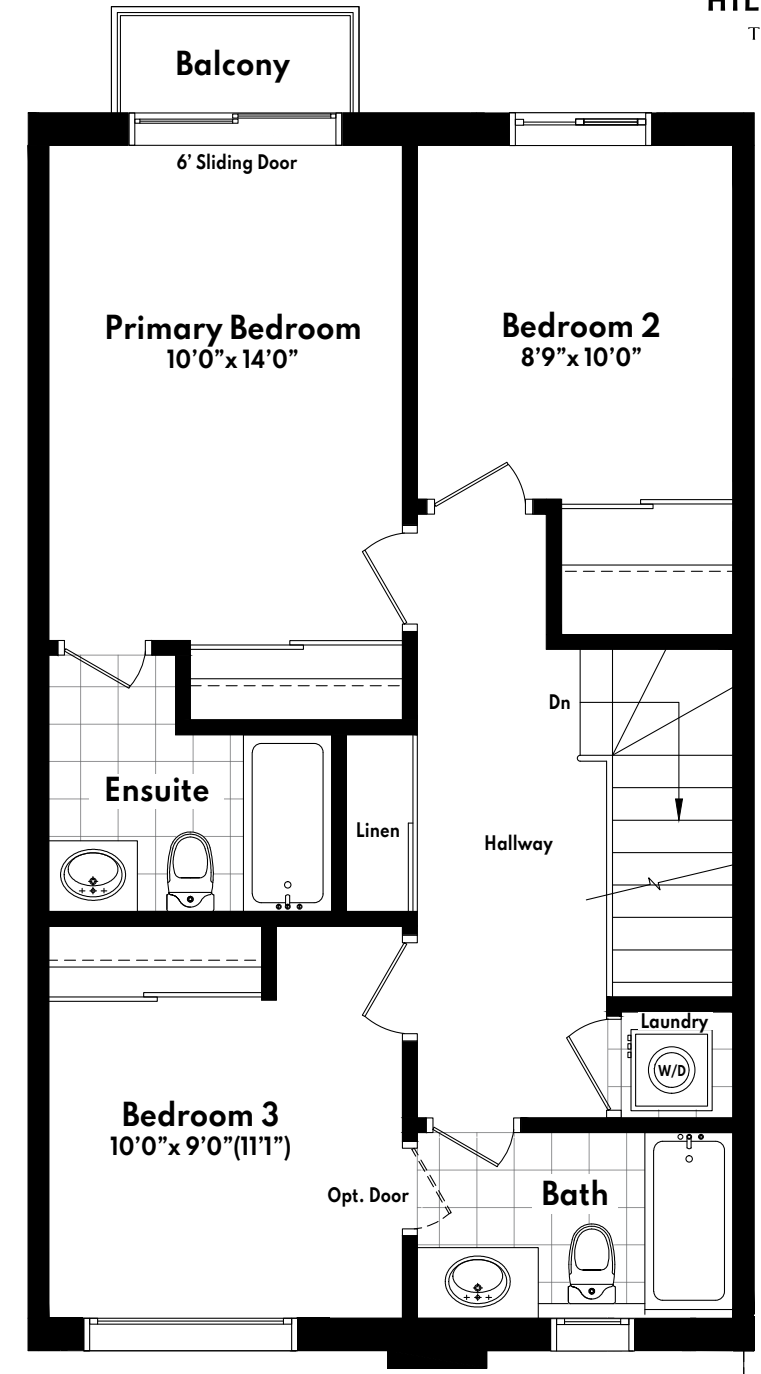 Balcony
6’ Sliding Door
Primary Bedroom
10’0”x 14’0”
Bedroom 2
8’9”x 10’0”
Dn
Ensuite
Linen
Hallway
Laundry
W/D
Bedroom 3
10’0”x 9’0”(11’1”)
Opt. Door
Bath